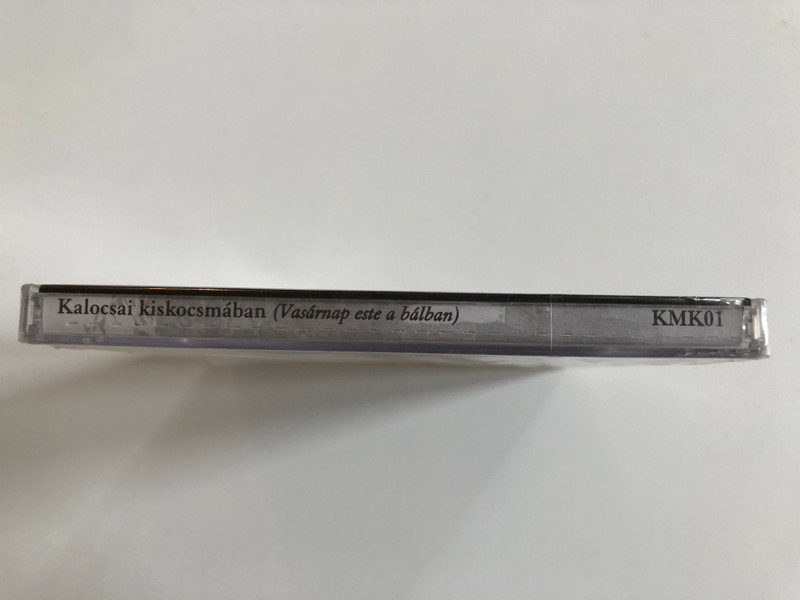 Kalocsai kiskocsmában (Vasárnap este a bálban) KMK01